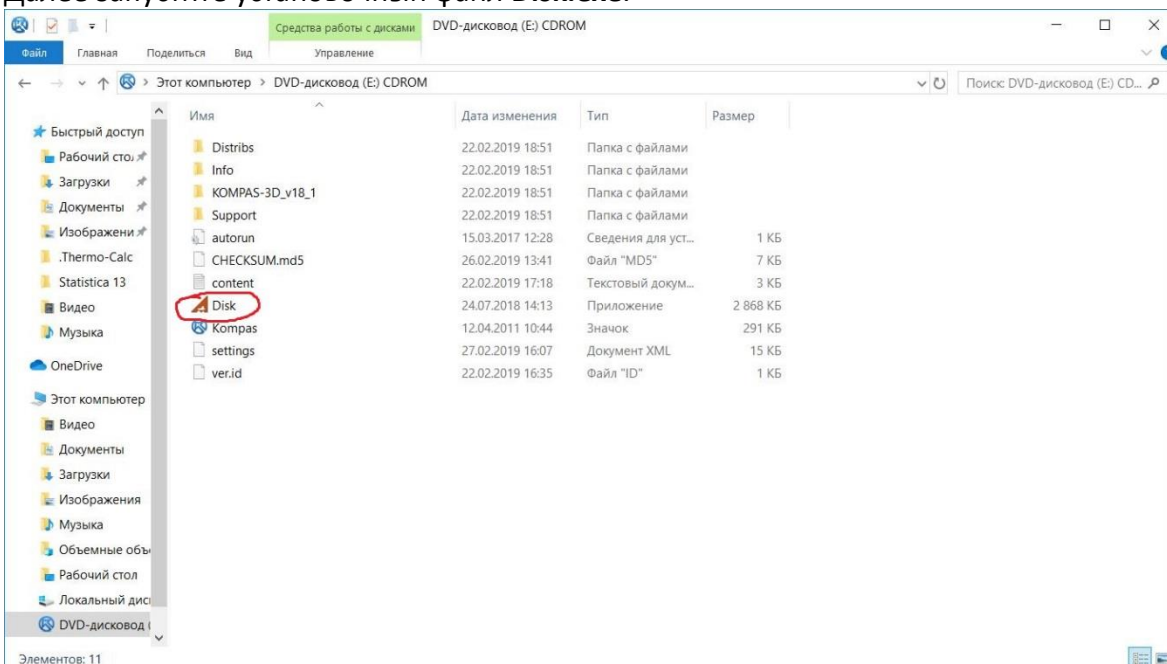 Далее запустите установочный файл Disk.exe.
Средства работы с дисками DVD-дисковод (E:) CDROM
Файл Главная Поделиться Вид Управление
Этот компьютер > DVD-дисковод (E:) CDROM
Поиск: DVD-дисковод (E:) CD...
Имя Дата изменения Тип Размер
Быстрый доступ
Рабочий сто
Загрузки
Документы
Изображени
.Thermo-Calc
Statistica 13
Видео
Музыка
OneDrive
Этот компьютер
Видео
Документы
Загрузки
Изображения
Музыка
Объемные объ
Рабочий стол
Локальный дис
DVD-дисковод (
Distribs 22.02.2019 18:51 Папка с файлами
Info 22.02.2019 18:51 Папка с файлами
KOMPAS-3D_v18_1 22.02.2019 18:51 Папка с файлами
Support 22.02.2019 18:51 Папка с файлами
autorun 15.03.2017 12:28 Сведения для уст... 1 КБ
CHECKSUM.md5 26.02.2019 13:41 Файл "MD5" 7 КБ
content 22.02.2019 17:18 Текстовый докум... 3 КБ
Disk 24.07.2018 14:13 Приложение 2 868 КБ
Kompas 12.04.2011 10:44 Значок 291 КБ
settings 27.02.2019 16:07 Документ XML 15 КБ
ver.id 22.02.2019 16:35 Файл "ID" 1 КБ
Элементов: 11